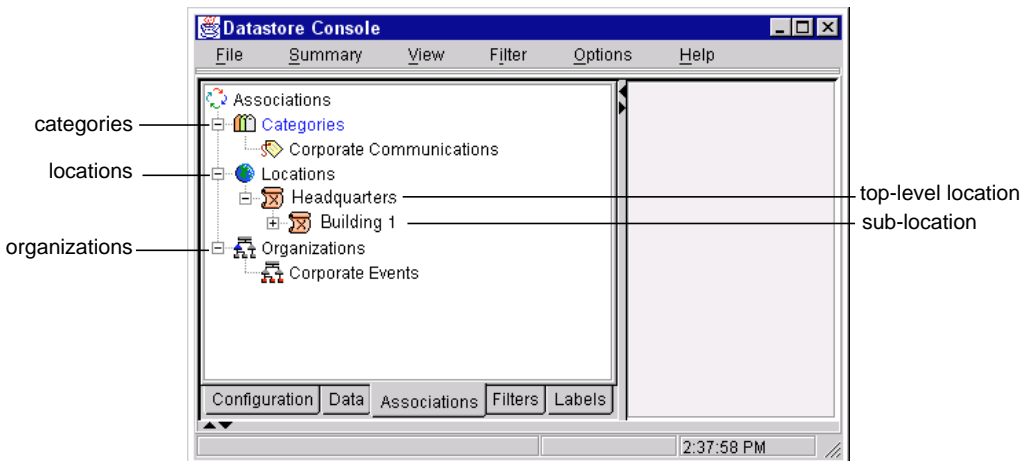 Datastore Console
File Summary View Filter Options Help
Associations
categories
Categories
Corporate Communications
locations
Locations
Headquarters
top-level location
Building 1
sub-location
organizations
Organizations
Corporate Events
Configuration Data Associations Filters Labels
2:37:58 PM